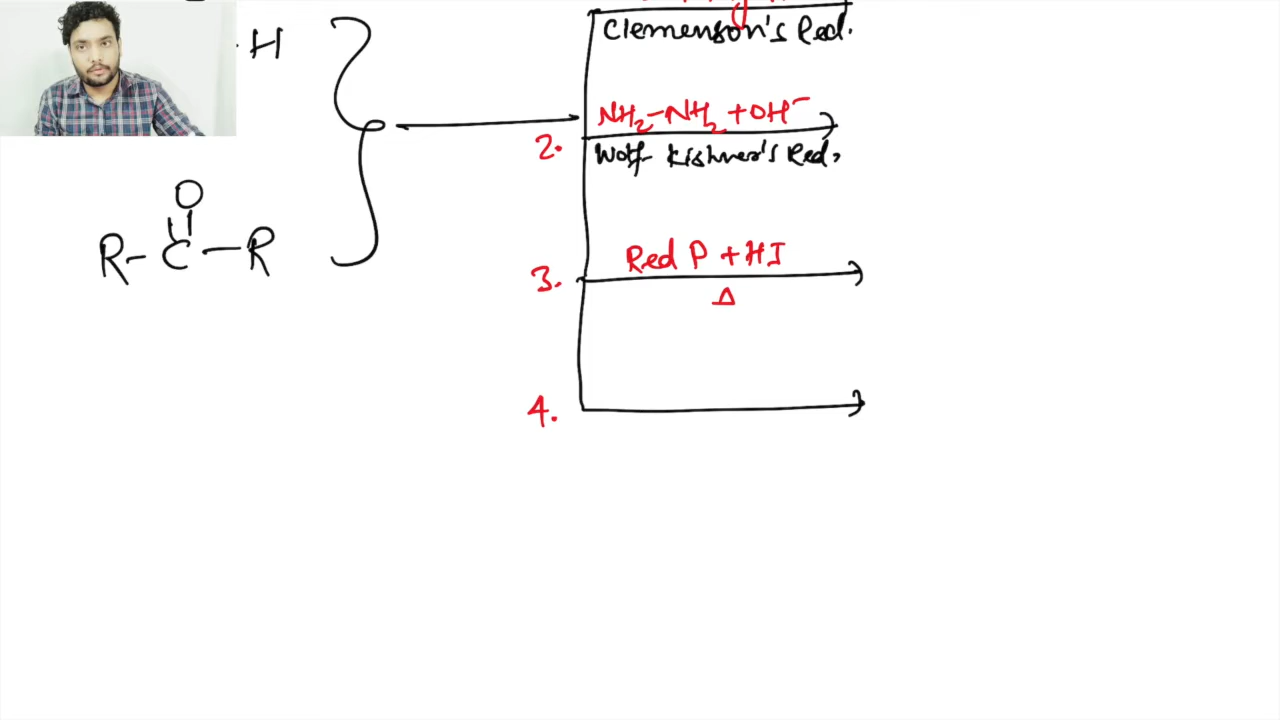 Clemenson's Red.
-H
NH2-NH2 + OH-
2.
Wolf- Kishner's Red.
O
R-C-R
Red P + HI
3.
Δ
4.